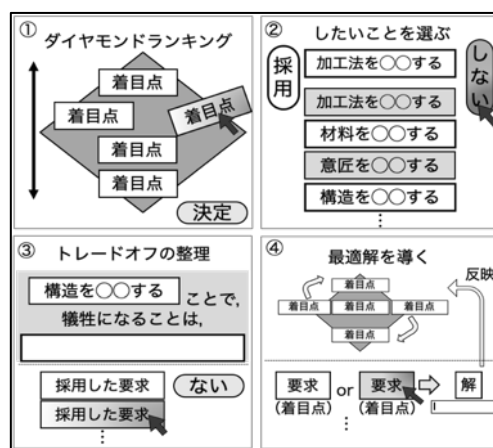 ① ダイヤモンドランキング
着目点
着目点
着目点
着目点
着目点
決定
② したいことを選ぶ
採用
しない
加工法を○○する
加工法を○○する
材料を○○する
意匠を○○する
構造を○○する
⋮
③ トレードオフの整理
構造を○○する ことで,
犠牲になることは,
採用した要求
ない
採用した要求
⋮
④ 最適解を導く
反映
着目点
着目点 着目点 着目点
着目点
要求 or 要求 解
(着目点) (着目点)
⋮